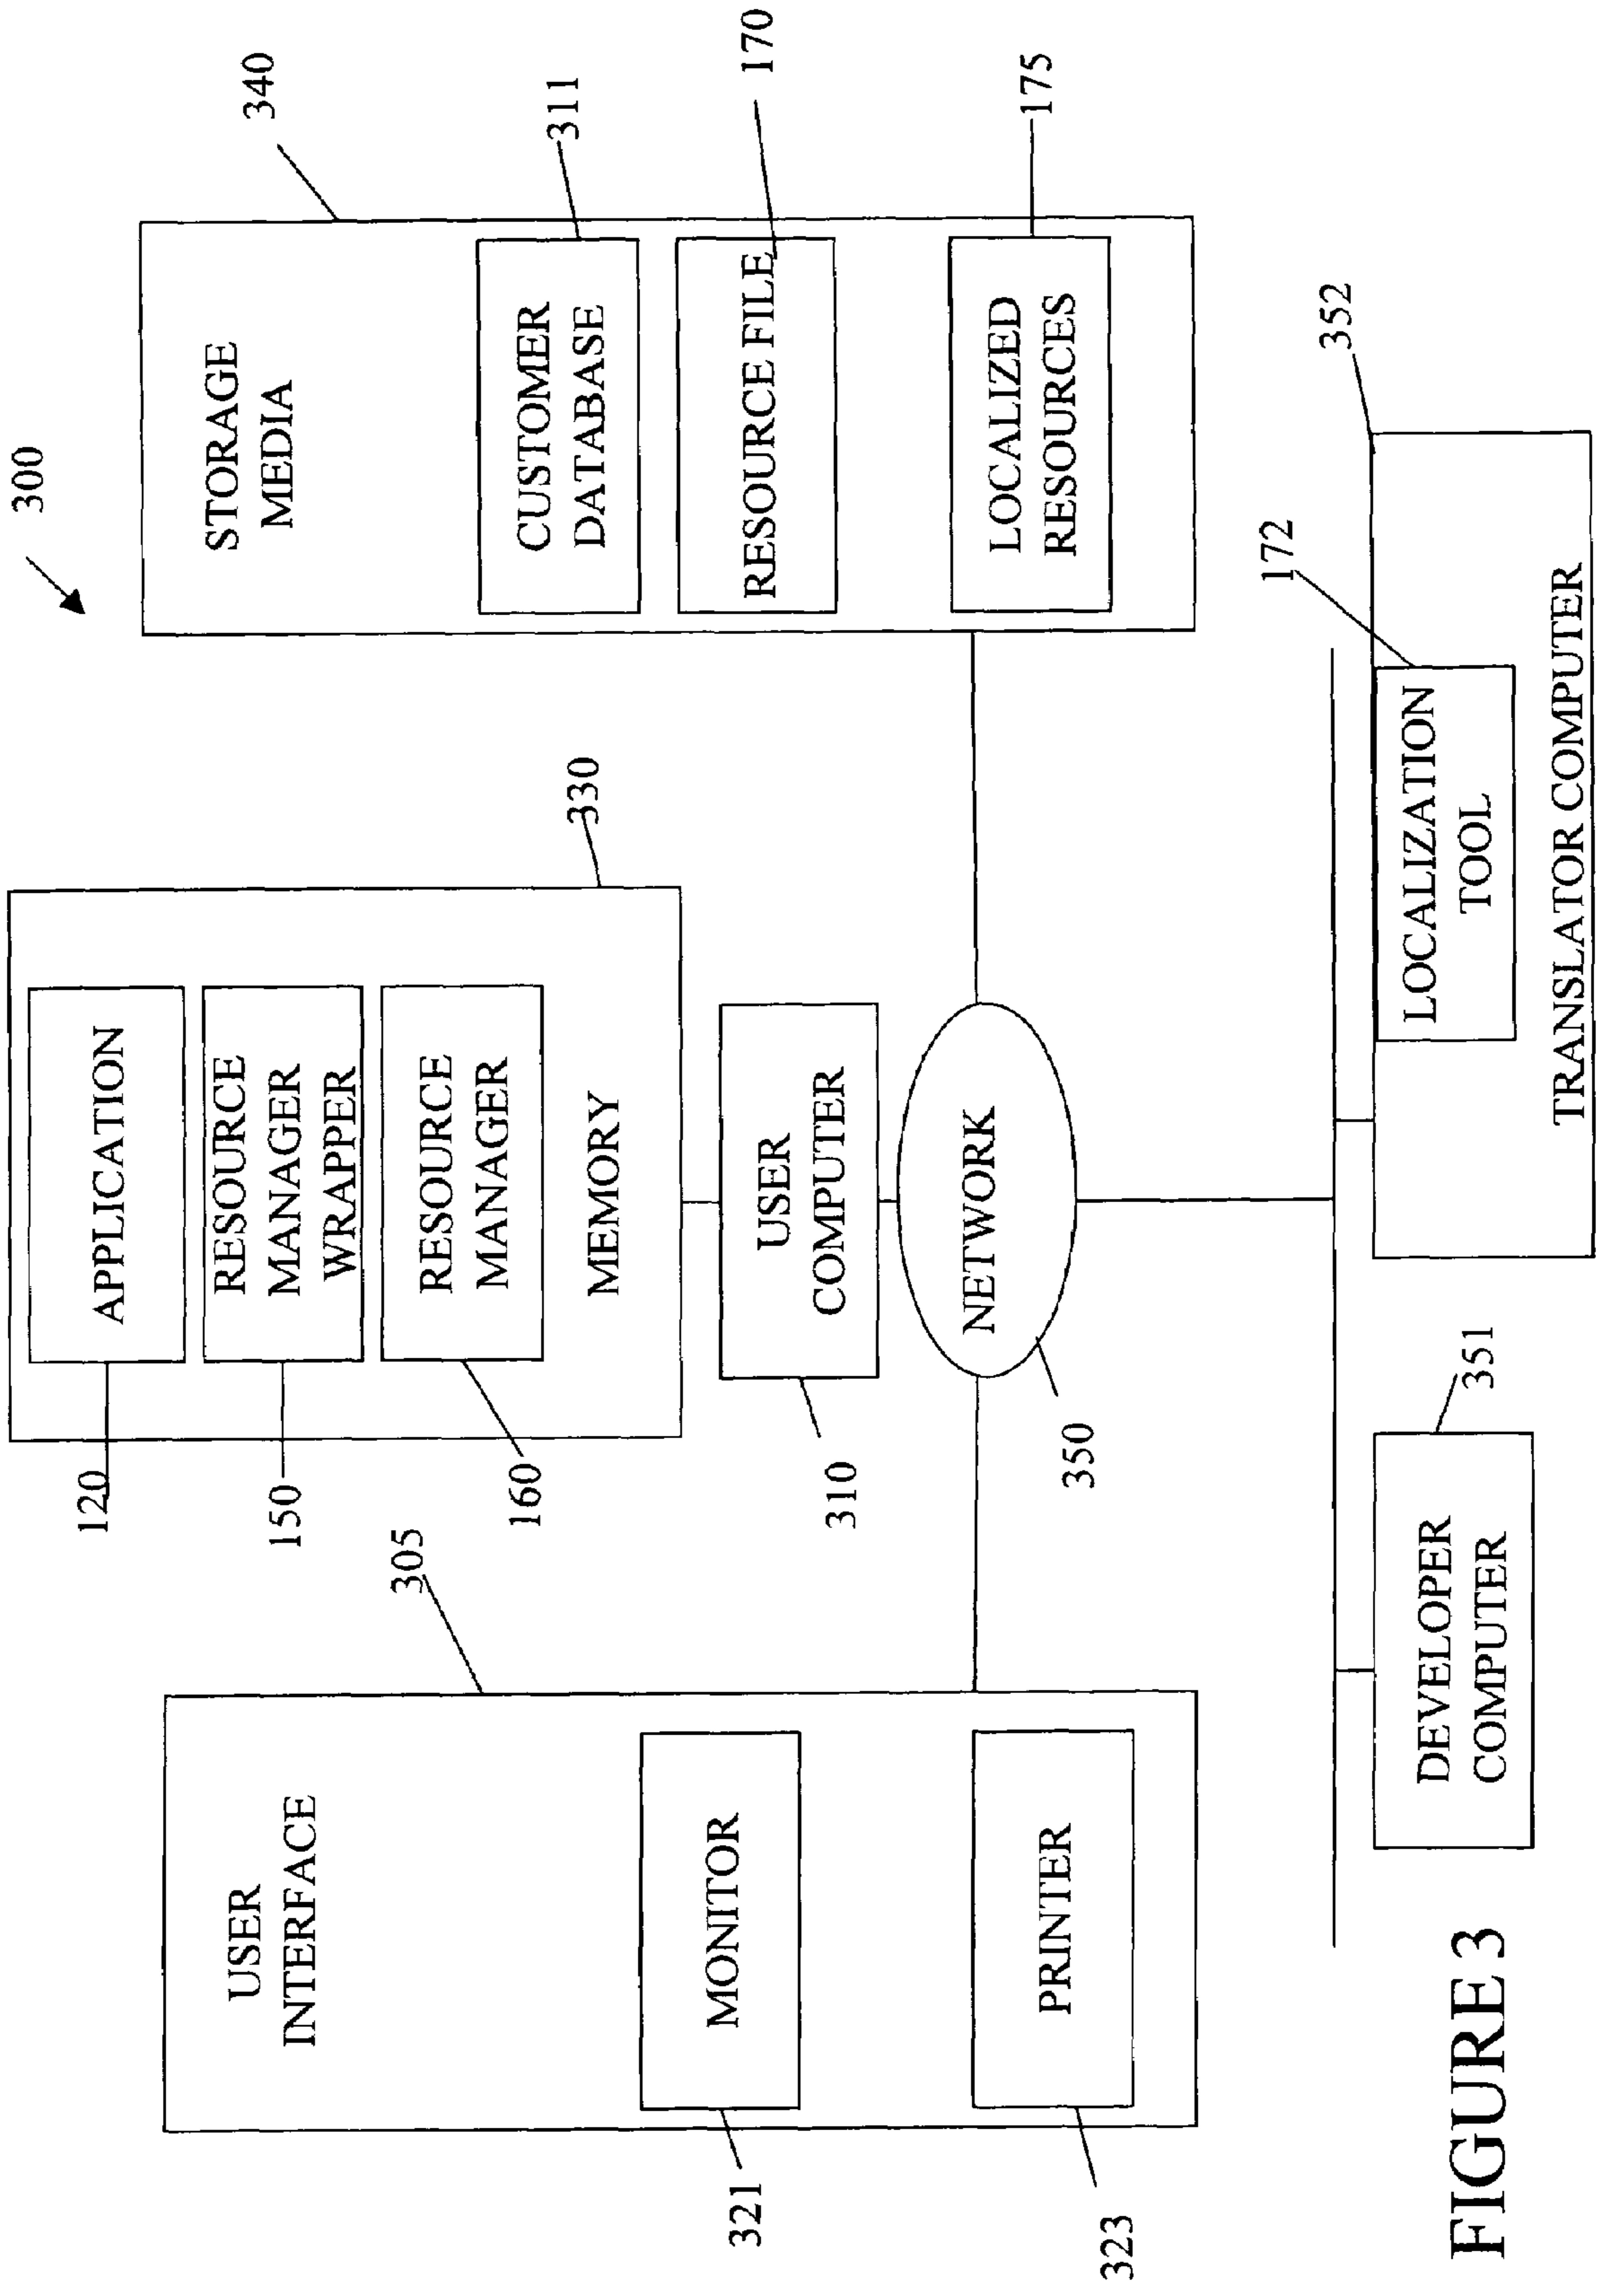 300
USER
INTERFACE
305
MONITOR
321
PRINTER
323
APPLICATION
120
RESOURCE
MANAGER
WRAPPER
150
RESOURCE
MANAGER
160
MEMORY
330
USER
COMPUTER
310
NETWORK
350
STORAGE
MEDIA
340
CUSTOMER
DATABASE
311
RESOURCE FILE
170
LOCALIZED
RESOURCES
175
DEVELOPER
COMPUTER
351
LOCALIZATION
TOOL
172
TRANSLATOR COMPUTER
352
FIGURE 3